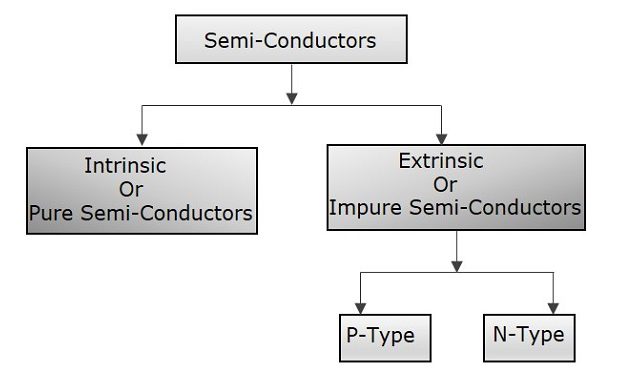 Semi-Conductors
Intrinsic
Or
Pure Semi-Conductors
Extrinsic
Or
Impure Semi-Conductors
P-Type
N-Type